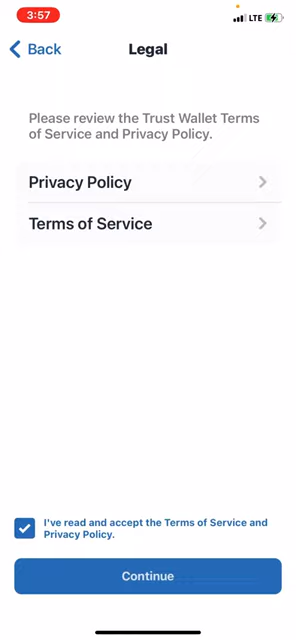 3:57
LTE
Back
Legal
Please review the Trust Wallet Terms
of Service and Privacy Policy.
Privacy Policy
Terms of Service
I've read and accept the Terms of Service and
Privacy Policy.
Continue